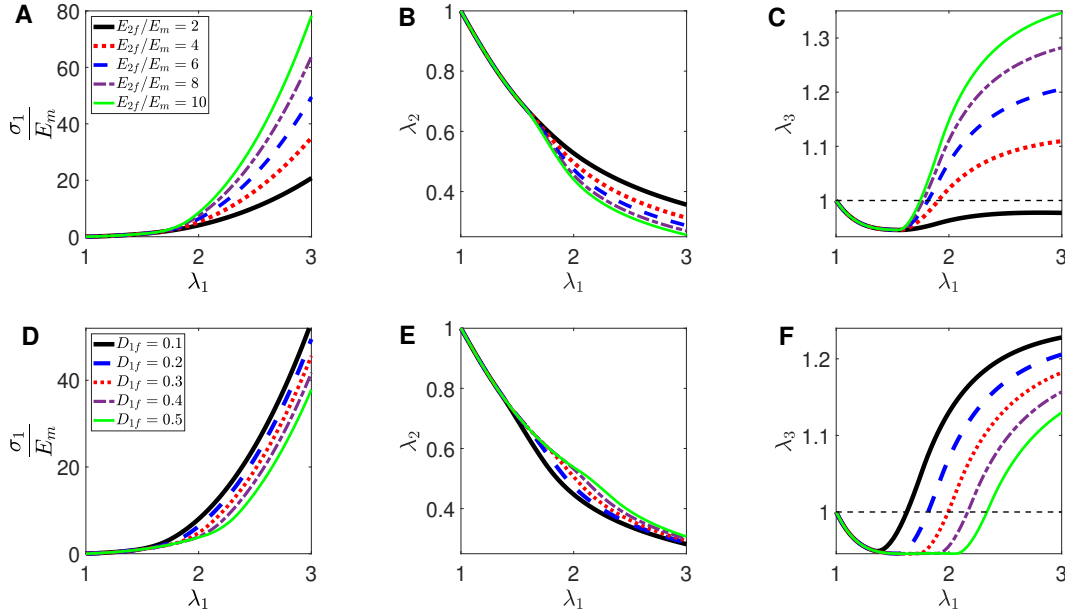 A
80
60
40
20
0
σ₁/Eₘ
E₂f/Eₘ = 2
E₂f/Eₘ = 4
E₂f/Eₘ = 6
E₂f/Eₘ = 8
E₂f/Eₘ = 10
1 2 3
λ₁
B
1
0.8
0.6
0.4
λ₂
1 2 3
λ₁
C
1.3
1.2
1.1
1
λ₃
1 2 3
λ₁
D
40
20
0
σ₁/Eₘ
D₁f = 0.1
D₁f = 0.2
D₁f = 0.3
D₁f = 0.4
D₁f = 0.5
1 2 3
λ₁
E
1
0.8
0.6
0.4
λ₂
1 2 3
λ₁
F
1.2
1.1
1
λ₃
1 2 3
λ₁